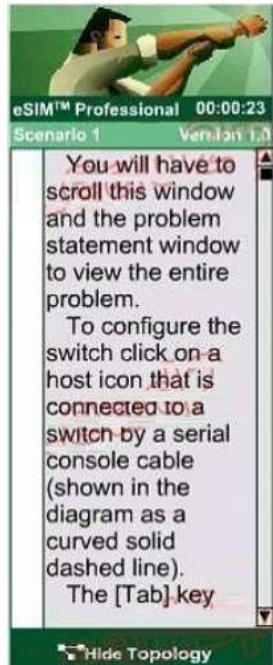 eSIM™ Professional 00:00:23
Scenario 1 Version 1.0
You will have to
scroll this window
and the problem
statement window
to view the entire
problem.
To configure the
switch click on a
host icon that is
connected to a
switch by a serial
console cable
(shown in the
diagram as a
curved solid
dashed line).
The [Tab] key
Hide Topology